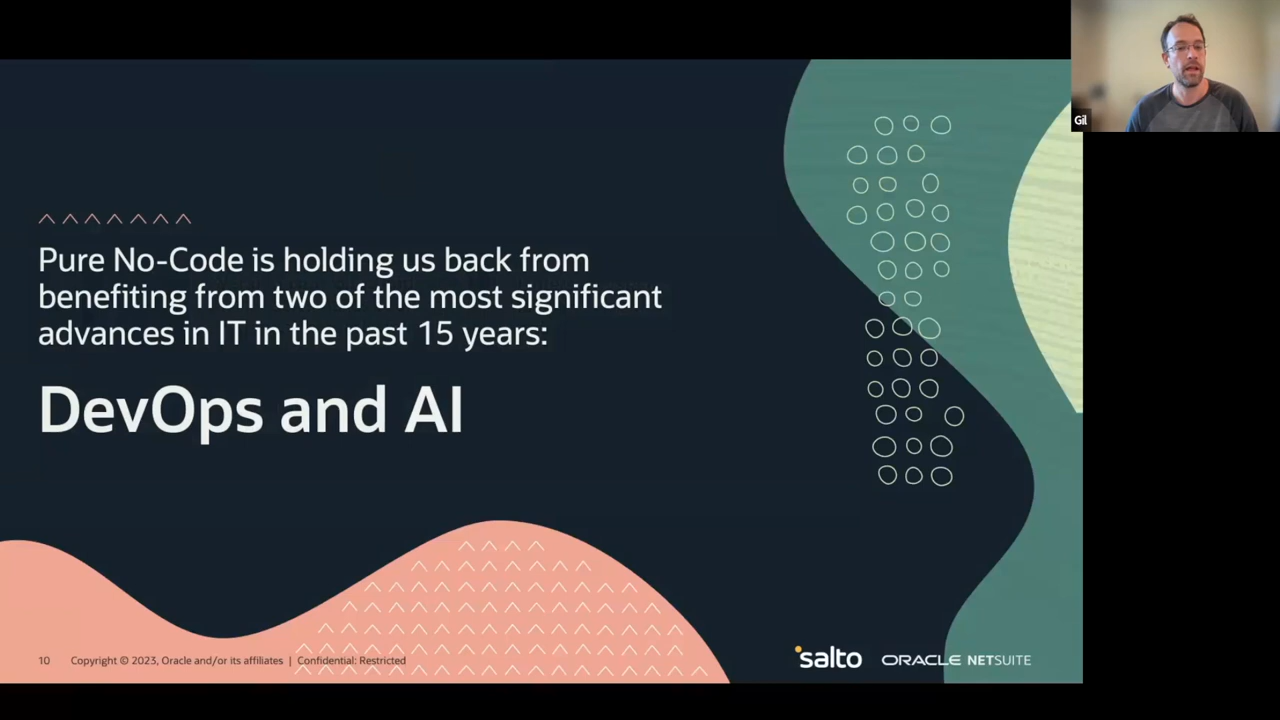 Pure No-Code is holding us back from
benefiting from two of the most significant
advances in IT in the past 15 years:
DevOps and AI
10 Copyright © 2023, Oracle and/or its affiliates | Confidential: Restricted
salto ORACLE NETSUITE
Gil